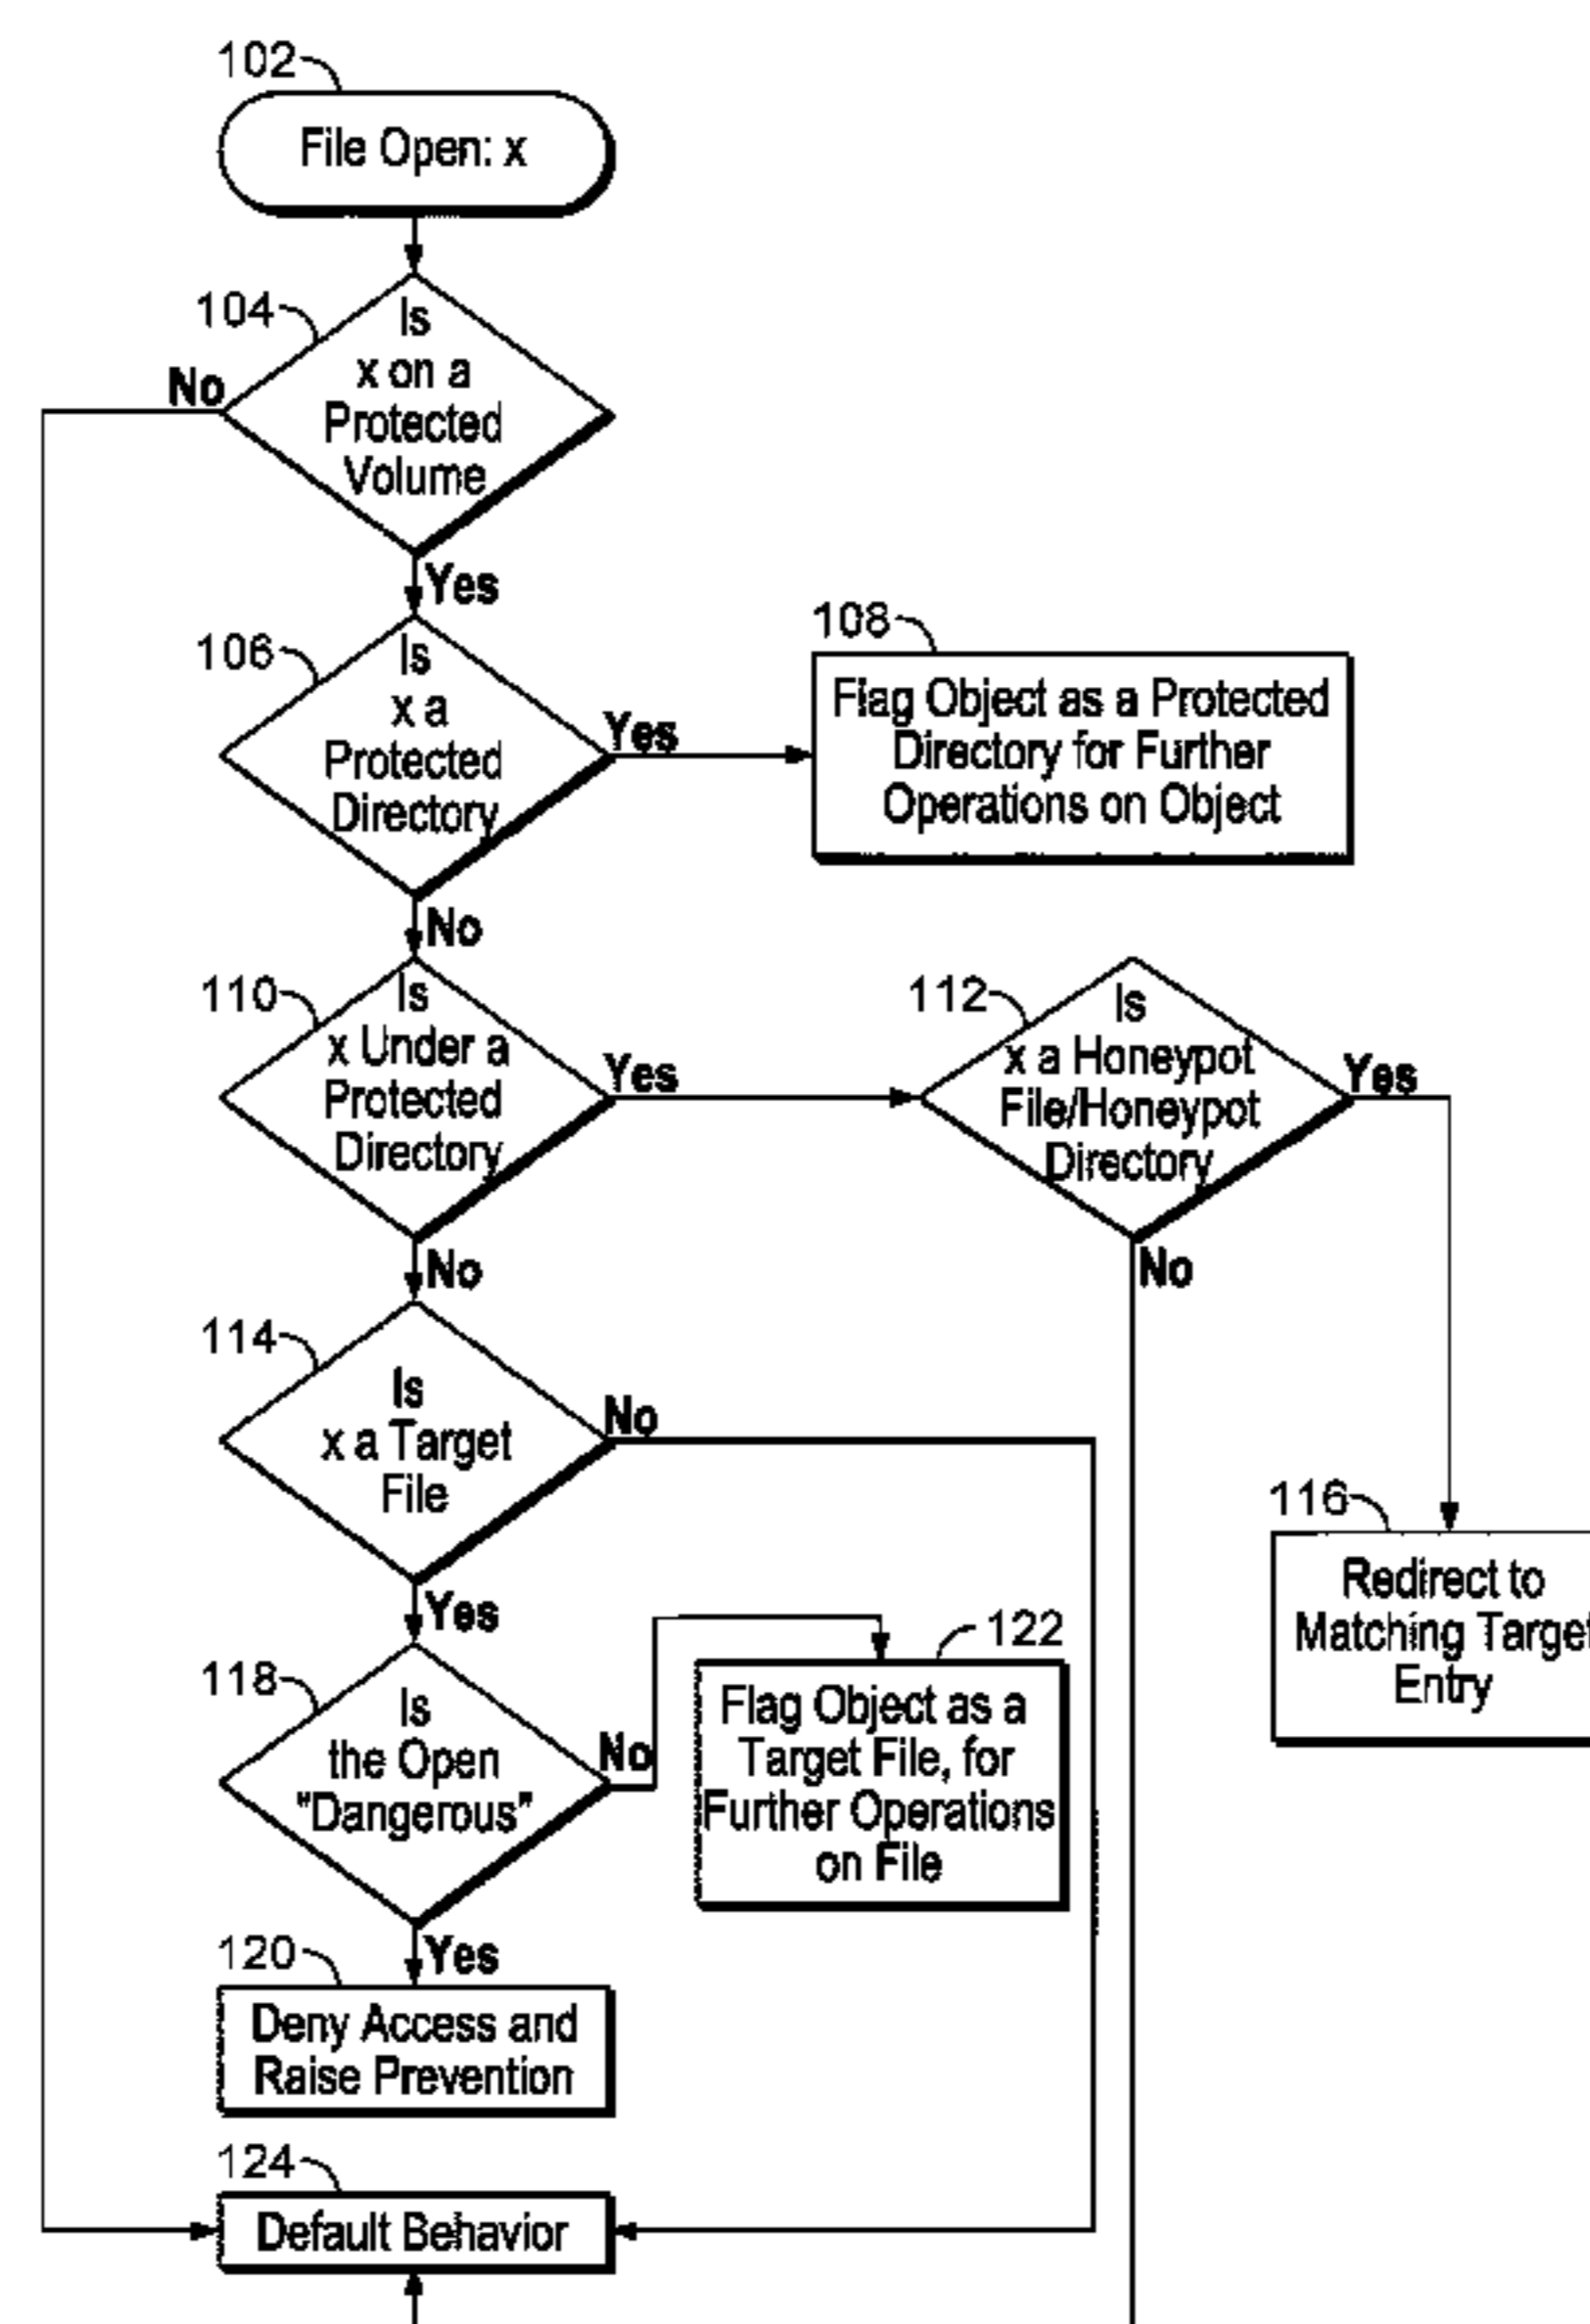 102
File Open: x
104
Is
x on a
Protected
Volume
No
Yes
106
Is
x a
Protected
Directory
Yes
108
Flag Object as a Protected
Directory for Further
Operations on Object
No
110
Is
x Under a
Protected
Directory
Yes
112
Is
x a Honeypot
File/Honeypot
Directory
Yes
No
No
114
Is
x a Target
File
No
116
Redirect to
Matching Target
Entry
Yes
118
Is
the Open
"Dangerous"
No
122
Flag Object as a
Target File, for
Further Operations
on File
Yes
120
Deny Access and
Raise Prevention
124
Default Behavior